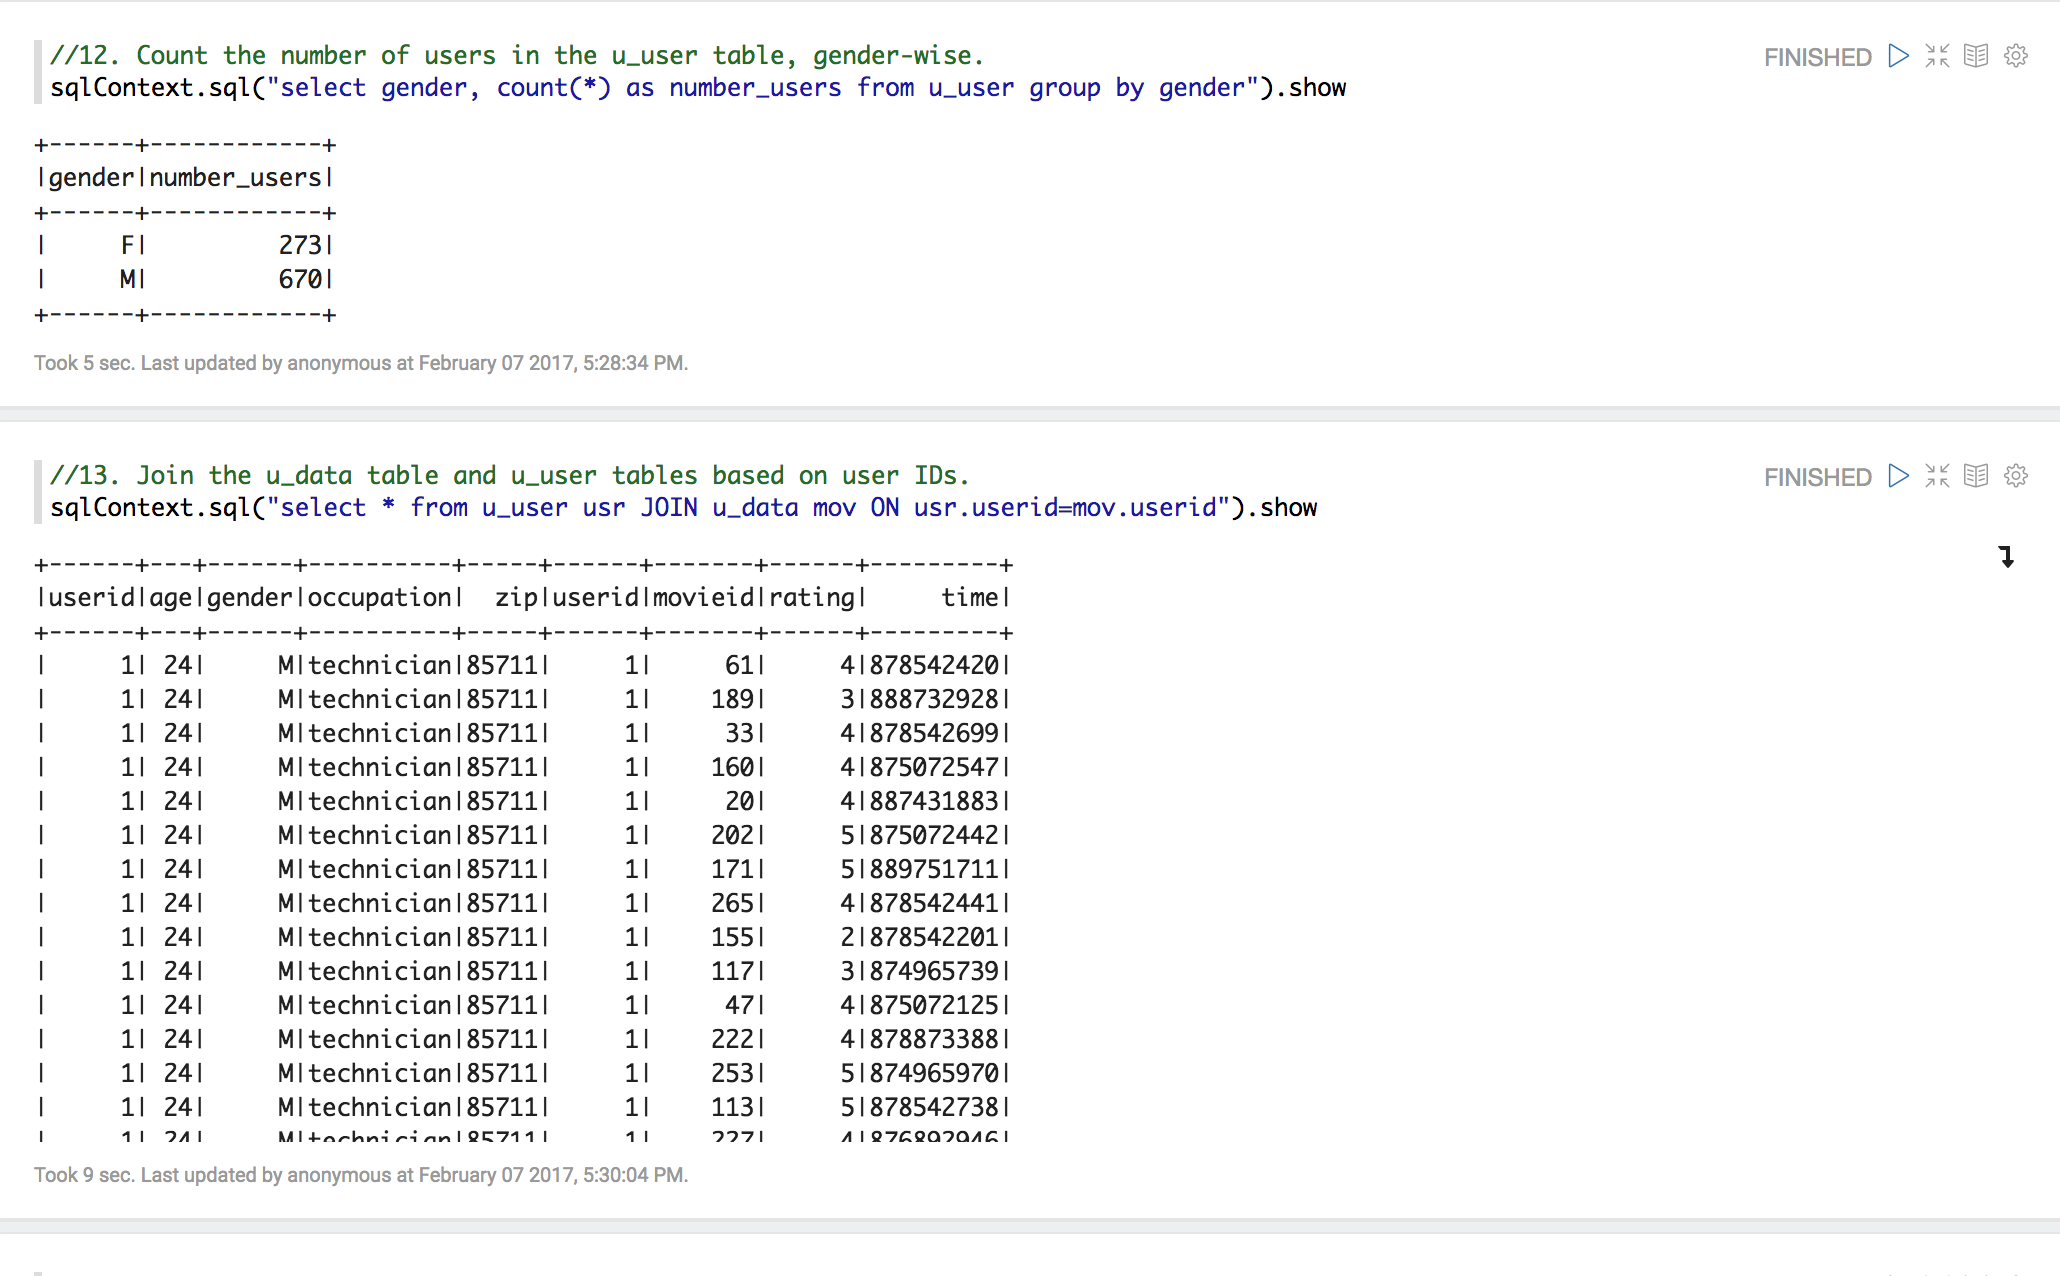 //12. Count the number of users in the u_user table, gender-wise.
FINISHED
sqlContext.sql("select gender, count(*) as number_users from u_user group by gender").show
+------+------------+
|gender|number_users|
+------+------------+
|     F|         273|
|     M|         670|
+------+------------+
Took 5 sec. Last updated by anonymous at February 07 2017, 5:28:34 PM.
//13. Join the u_data table and u_user tables based on user IDs.
FINISHED
sqlContext.sql("select * from u_user usr JOIN u_data mov ON usr.userid=mov.userid").show
+------+---+------+----------+-----+------+-------+------+---------+
|userid|age|gender|occupation|  zip|userid|movieid|rating|     time|
+------+---+------+----------+-----+------+-------+------+---------+
|     1| 24|     M|technician|85711|     1|     61|     4|878542420|
|     1| 24|     M|technician|85711|     1|    189|     3|888732928|
|     1| 24|     M|technician|85711|     1|     33|     4|878542699|
|     1| 24|     M|technician|85711|     1|    160|     4|875072547|
|     1| 24|     M|technician|85711|     1|     20|     4|887431883|
|     1| 24|     M|technician|85711|     1|    202|     5|875072442|
|     1| 24|     M|technician|85711|     1|    171|     5|889751711|
|     1| 24|     M|technician|85711|     1|    265|     4|878542441|
|     1| 24|     M|technician|85711|     1|    155|     2|878542201|
|     1| 24|     M|technician|85711|     1|    117|     3|874965739|
|     1| 24|     M|technician|85711|     1|     47|     4|875072125|
|     1| 24|     M|technician|85711|     1|    222|     4|878873388|
|     1| 24|     M|technician|85711|     1|    253|     5|874965970|
|     1| 24|     M|technician|85711|     1|    113|     5|878542738|
|     1| 24|     M|technician|85711|     1|    227|     4|876892946|
Took 9 sec. Last updated by anonymous at February 07 2017, 5:30:04 PM.